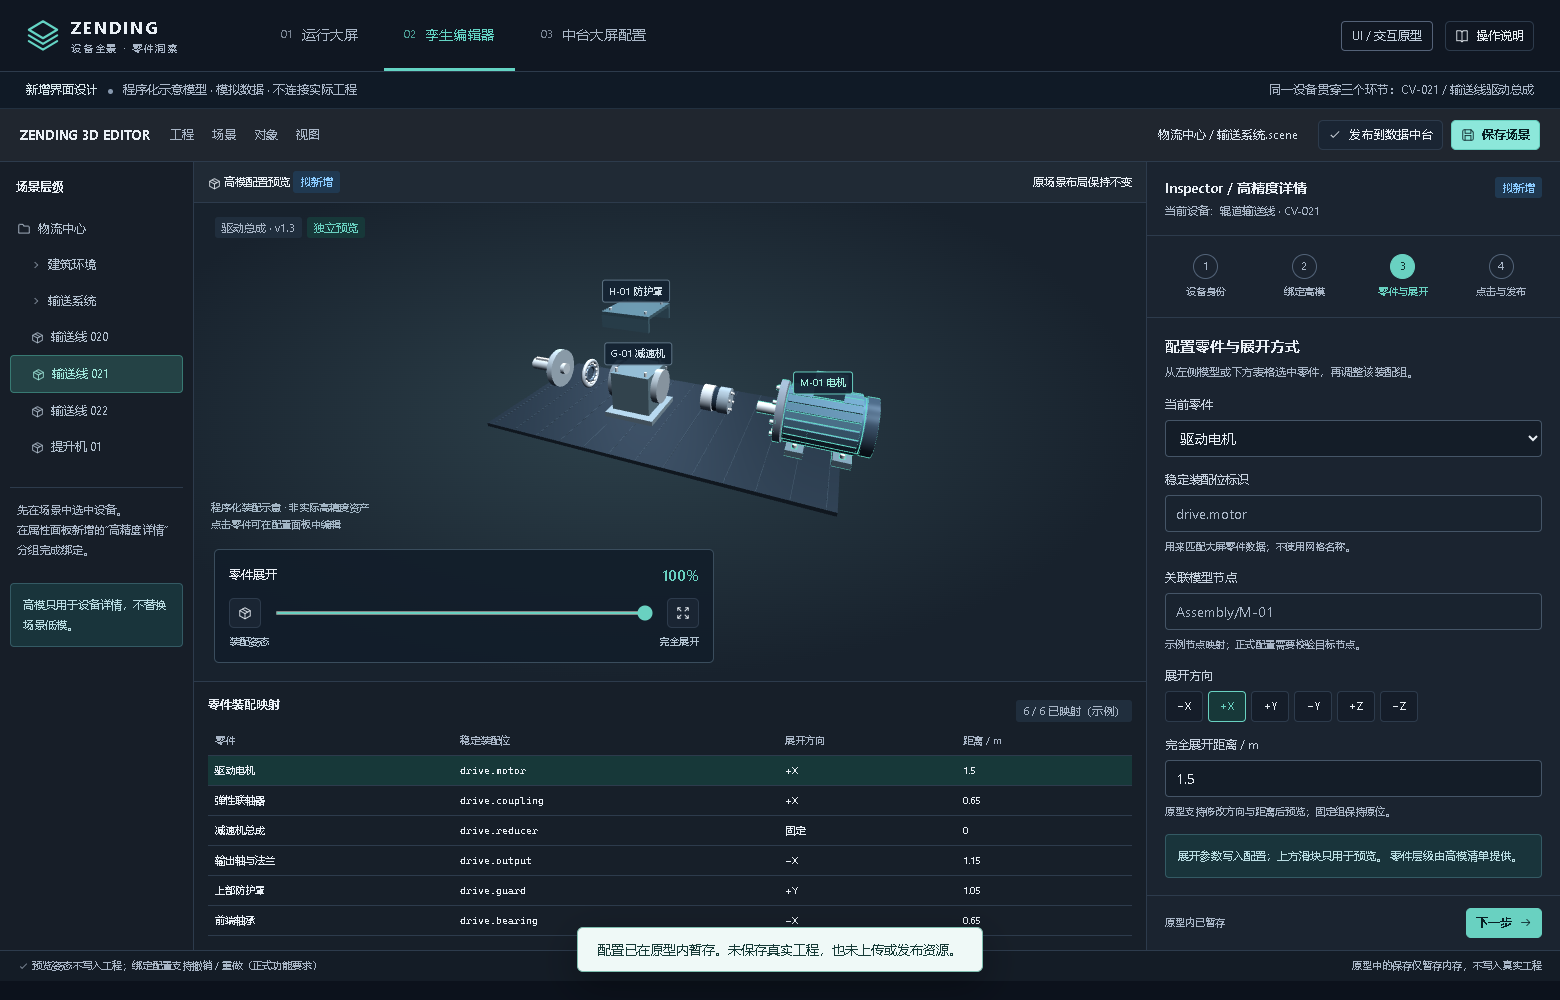 ZENDING
设备全景 · 零件洞察
01 运行大屏
02 孪生编辑器
03 中台大屏配置
UI / 交互原型
操作说明
新增界面设计
程序化示意模型 · 模拟数据 · 不连接实际工程
同一设备贯穿三个环节：CV-021 / 输送线驱动总成
ZENDING 3D EDITOR
工程
场景
对象
视图
物流中心 / 输送系统.scene
发布到数据中台
保存场景
场景层级
物流中心
建筑环境
输送系统
输送线 020
输送线 021
输送线 022
提升机 01
先在场景中选中设备。
在属性面板新增的“高精度详情”
分组完成绑定。
高模只用于设备详情，不替换
场景低模。
高模配置预览
拟新增
原场景布局保持不变
驱动总成 · v1.3
独立预览
H-01 防护罩
G-01 减速机
M-01 电机
程序化装配示意 · 非实际高精度资产
点击零件可在配置面板中编辑
零件展开
100%
装配姿态
完全展开
零件装配映射
6 / 6 已映射（示例）
零件 稳定装配位 展开方向 距离 / m
驱动电机 drive.motor +X 1.5
弹性联轴器 drive.coupling +X 0.65
减速机总成 drive.reducer 固定 0
输出轴与法兰 drive.output −X 1.15
上部防护罩 drive.guard +Y 1.05
前端轴承 drive.bearing −X 0.65
Inspector / 高精度详情
拟新增
当前设备：辊道输送线 · CV-021
1 2 3 4
设备身份 绑定高模 零件与展开 点击与发布
配置零件与展开方式
从左侧模型或下方表格选中零件，再调整该装配组。
当前零件
驱动电机
稳定装配位标识
drive.motor
用来匹配大屏零件数据；不使用网格名称。
关联模型节点
Assembly/M-01
示例节点映射；正式配置需要校验目标节点。
展开方向
−X +X +Y −Y +Z −Z
完全展开距离 / m
1.5
原型支持修改方向与距离后预览；固定组保持原位。
展开参数写入配置；上方滑块只用于预览。 零件层级由高模清单提供。
原型内已暂存
下一步 →
配置已在原型内暂存。未保存真实工程，也未上传或发布资源。
预览姿态不写入工程；绑定配置支持撤销 / 重做（正式功能要求）
原型中的保存仅暂存内存，不写入真实工程